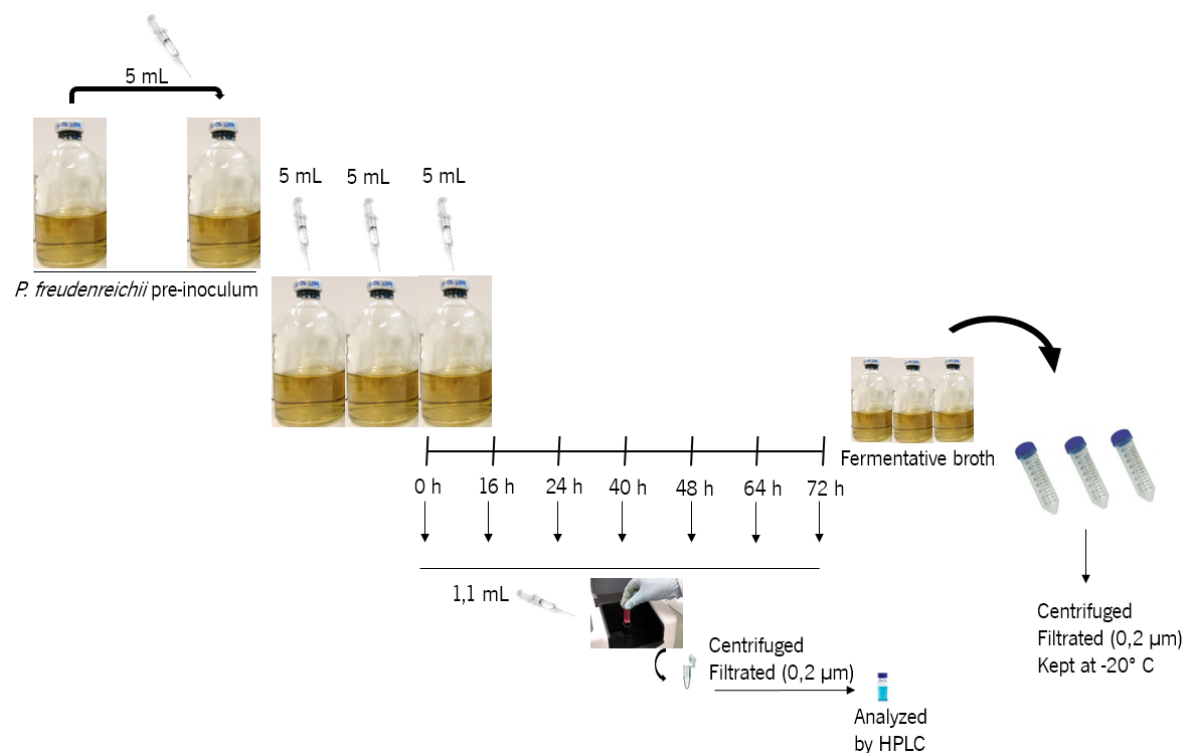 5 mL
P. freudenreichii pre-inoculum
5 mL 5 mL 5 mL
Fermentative broth
0 h 16 h 24 h 40 h 48 h 64 h 72 h
1,1 mL
Centrifuged
Filtrated (0,2 µm)
Analyzed
by HPLC
Centrifuged
Filtrated (0,2 µm)
Kept at -20° C